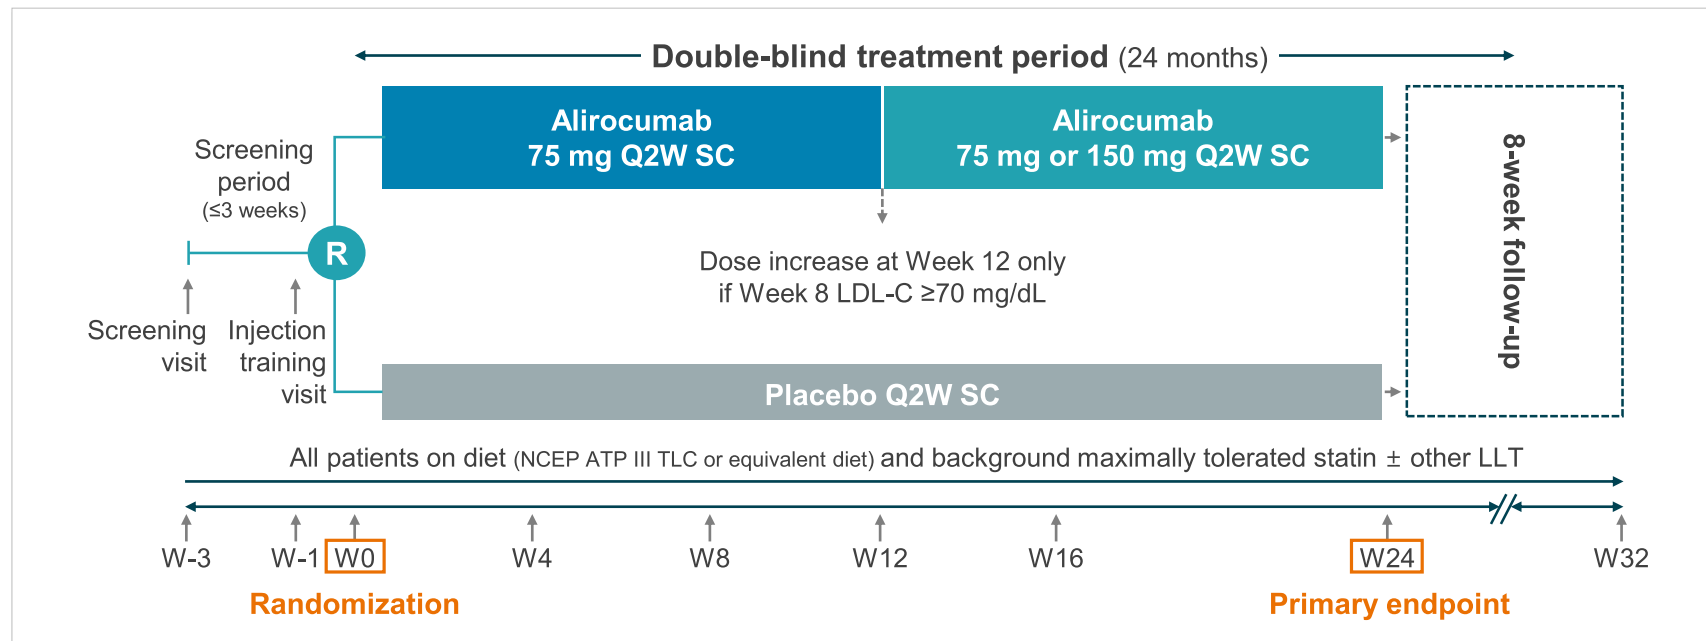 Double-blind treatment period (24 months)
Alirocumab
75 mg Q2W SC
Alirocumab
75 mg or 150 mg Q2W SC
Screening
period
(≤3 weeks)
R
Screening
visit
Injection
training
visit
Dose increase at Week 12 only
if Week 8 LDL-C ≥70 mg/dL
8-week follow-up
Placebo Q2W SC
All patients on diet (NCEP ATP III TLC or equivalent diet) and background maximally tolerated statin ± other LLT
W-3 W-1 W0 W4 W8 W12 W16 W24 W32
Randomization Primary endpoint